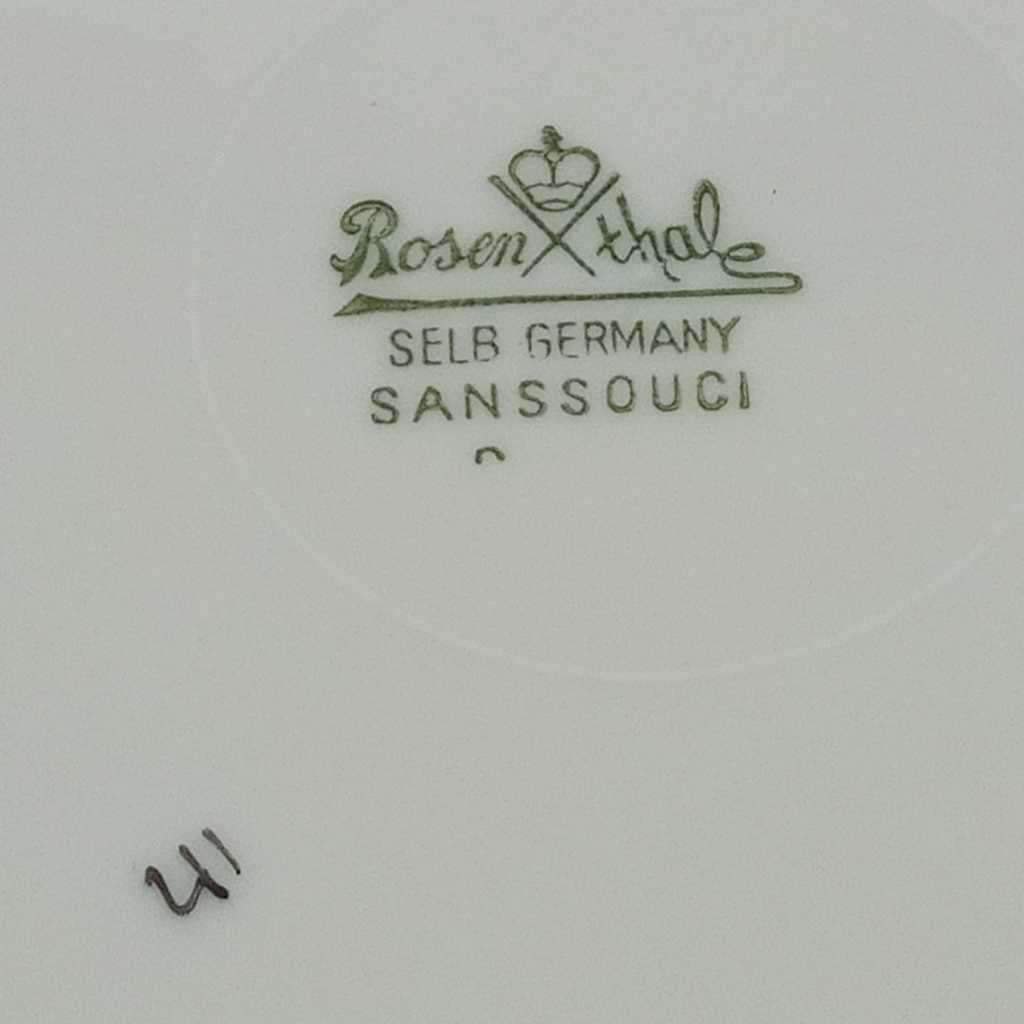 Rosenthal
SELB GERMANY
SANSSOUCI